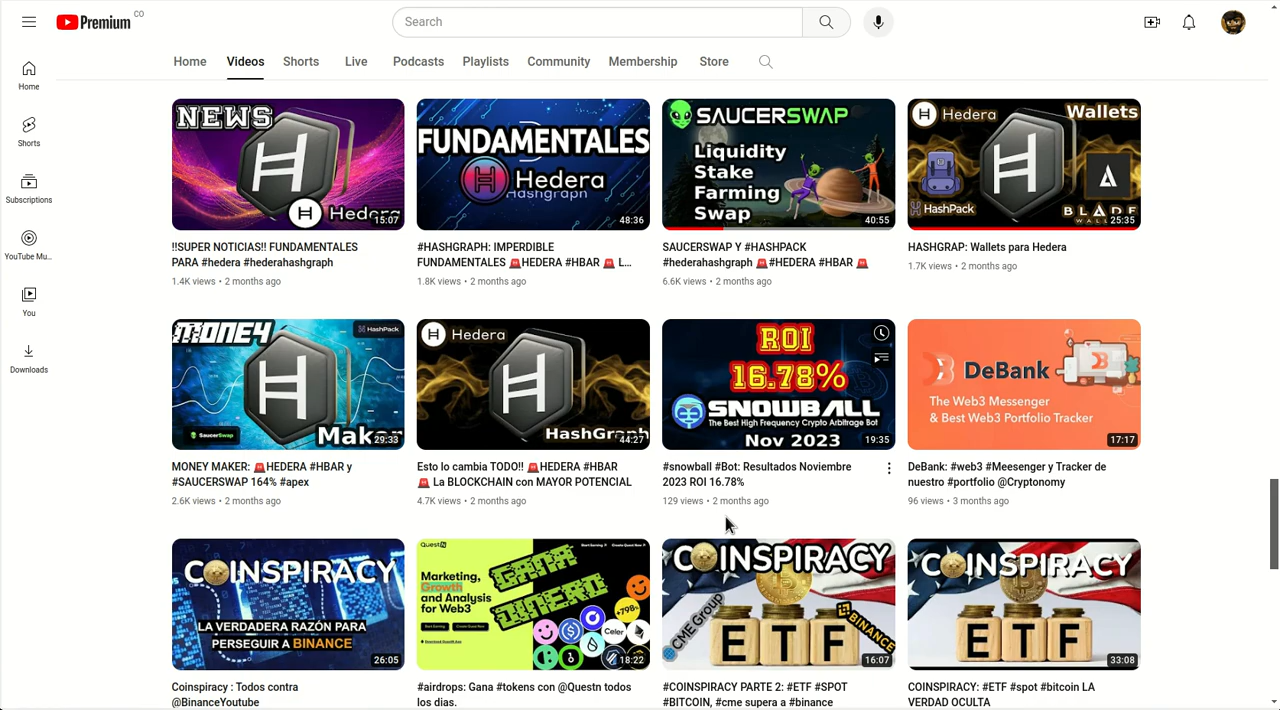 Premium CO
Search
Home
Videos
Shorts
Live
Podcasts
Playlists
Community
Membership
Store
Home
Shorts
Subscriptions
YouTube Mu...
You
Downloads
NEWS
Hedera
15:07
!!SUPER NOTICIAS!! FUNDAMENTALES
PARA #hedera #hederahashgraph
1.4K views • 2 months ago
FUNDAMENTALES
Hedera
Hashgraph
48:36
#HASHGRAPH: IMPERDIBLE
FUNDAMENTALES 🚨HEDERA #HBAR 🚨 L...
1.8K views • 2 months ago
SAUCERSWAP
Liquidity
Stake
Farming
Swap
40:55
SAUCERSWAP Y #HASHPACK
#hederahashgraph 🚨#HEDERA #HBAR 🚨
6.6K views • 2 months ago
Hedera
Wallets
HashPack
BLADE
WALLET
25:35
HASHGRAP: Wallets para Hedera
1.7K views • 2 months ago
MONEY
HashPack
SaucerSwap
Maker
29:33
MONEY MAKER: 🚨HEDERA #HBAR y
#SAUCERSWAP 164% #apex
2.6K views • 2 months ago
Hedera
HashGraph
44:27
Esto lo cambia TODO!! 🚨HEDERA #HBAR
🚨 La BLOCKCHAIN con MAYOR POTENCIAL
4.7K views • 2 months ago
ROI
16.78%
SNOWBALL
The Best High Frequency Crypto Arbitrage Bot
Nov 2023
19:35
#snowball #Bot: Resultados Noviembre
2023 ROI 16.78%
129 views • 2 months ago
DeBank
The Web3 Messenger
& Best Web3 Portfolio Tracker
17:17
DeBank: #web3 #Meesenger y Tracker de
nuestro #portfolio @Cryptonomy
96 views • 3 months ago
COINSPIRACY
LA VERDADERA RAZÓN PARA
PERSEGUIR A BINANCE
26:05
Coinspiracy : Todos contra
@BinanceYoutube
QuestN
Start Earning
Create Quest Now
Marketing,
Growth
and Analysis
for Web3
GANA
DINERO
+798%
Celer
18:22
#airdrops: Gana #tokens con @Questn todos
los dias.
COINSPIRACY
CME Group
BINANCE
ETF
16:07
#COINSPIRACY PARTE 2: #ETF #SPOT
#BITCOIN, #cme supera a #binance
COINSPIRACY
ETF
33:08
COINSPIRACY: #ETF #spot #bitcoin LA
VERDAD OCULTA